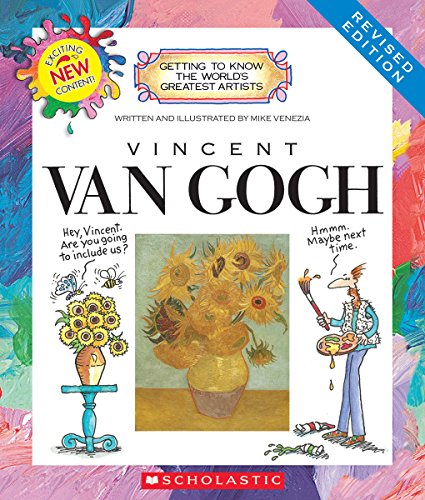 EXCITING
NEW
CONTENT!
GETTING TO KNOW
THE WORLD'S
GREATEST ARTISTS
REVISED
EDITION
WRITTEN AND ILLUSTRATED BY MIKE VENEZIA
VINCENT
VAN GOGH
Hey, Vincent.
Are you going
to include us?
Hmmm.
Maybe next
time.
SCHOLASTIC